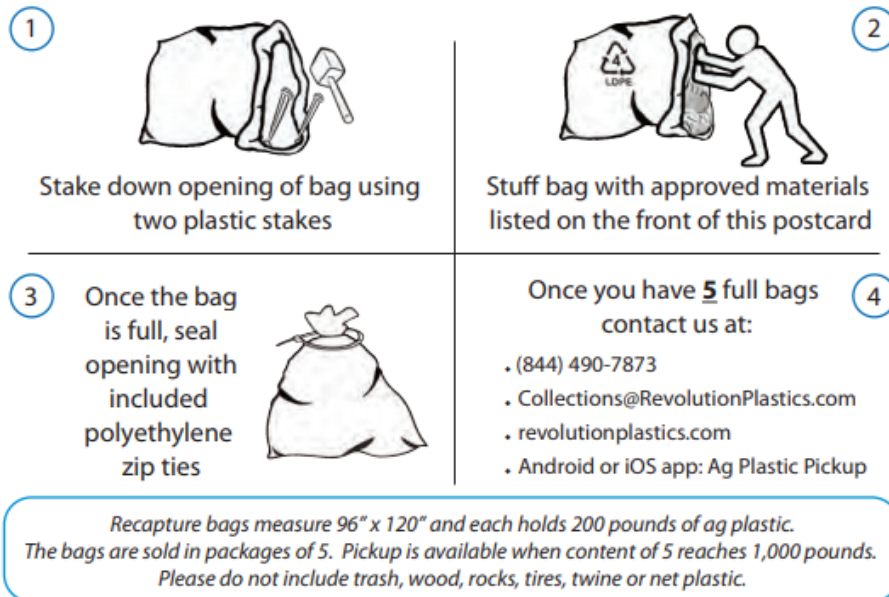 1
Stake down opening of bag using
two plastic stakes
2
4
LDPE
Stuff bag with approved materials
listed on the front of this postcard
3
Once the bag
is full, seal
opening with
included
polyethylene
zip ties
4
Once you have 5 full bags
contact us at:
• (844) 490-7873
• Collections@RevolutionPlastics.com
• revolutionplastics.com
• Android or iOS app: Ag Plastic Pickup
Recapture bags measure 96” x 120” and each holds 200 pounds of ag plastic.
The bags are sold in packages of 5. Pickup is available when content of 5 reaches 1,000 pounds.
Please do not include trash, wood, rocks, tires, twine or net plastic.